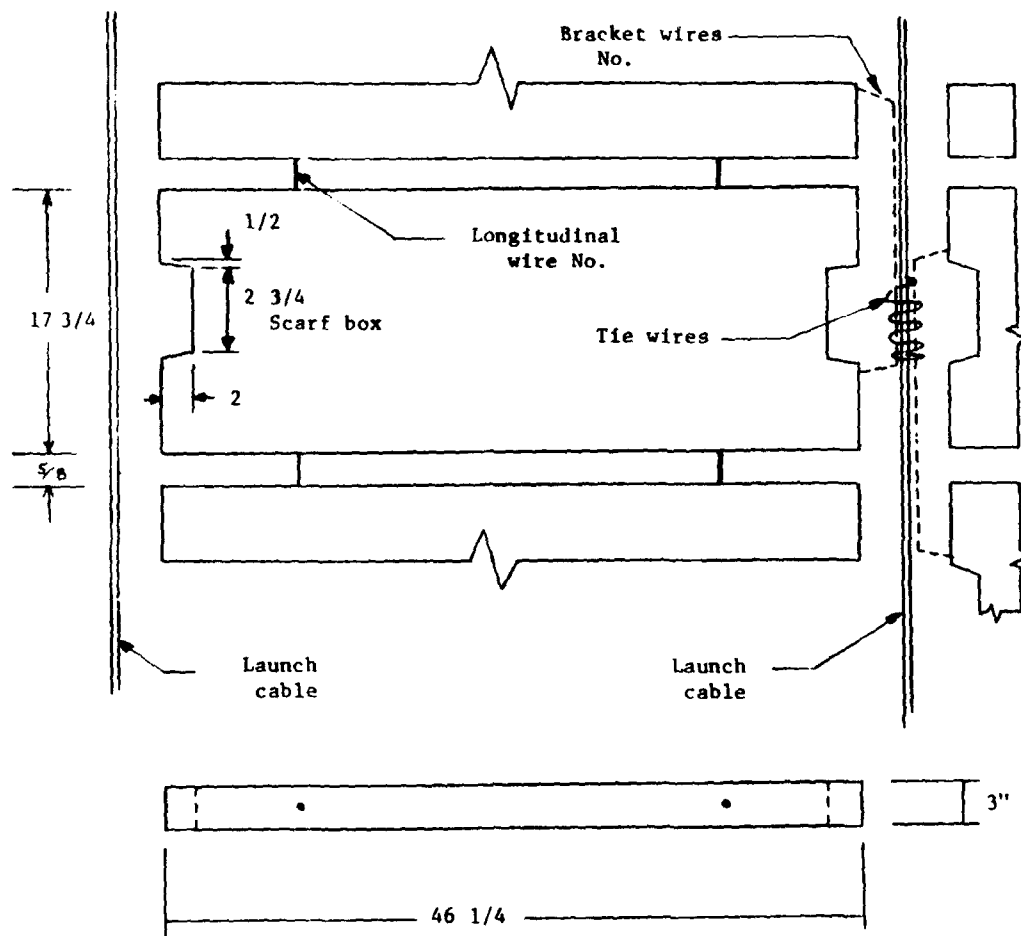 Bracket wires
No.
1/2
Longitudinal
wire No.
2 3/4
Scarf box
17 3/4
Tie wires
2
5/8
Launch
cable
Launch
cable
3"
46 1/4